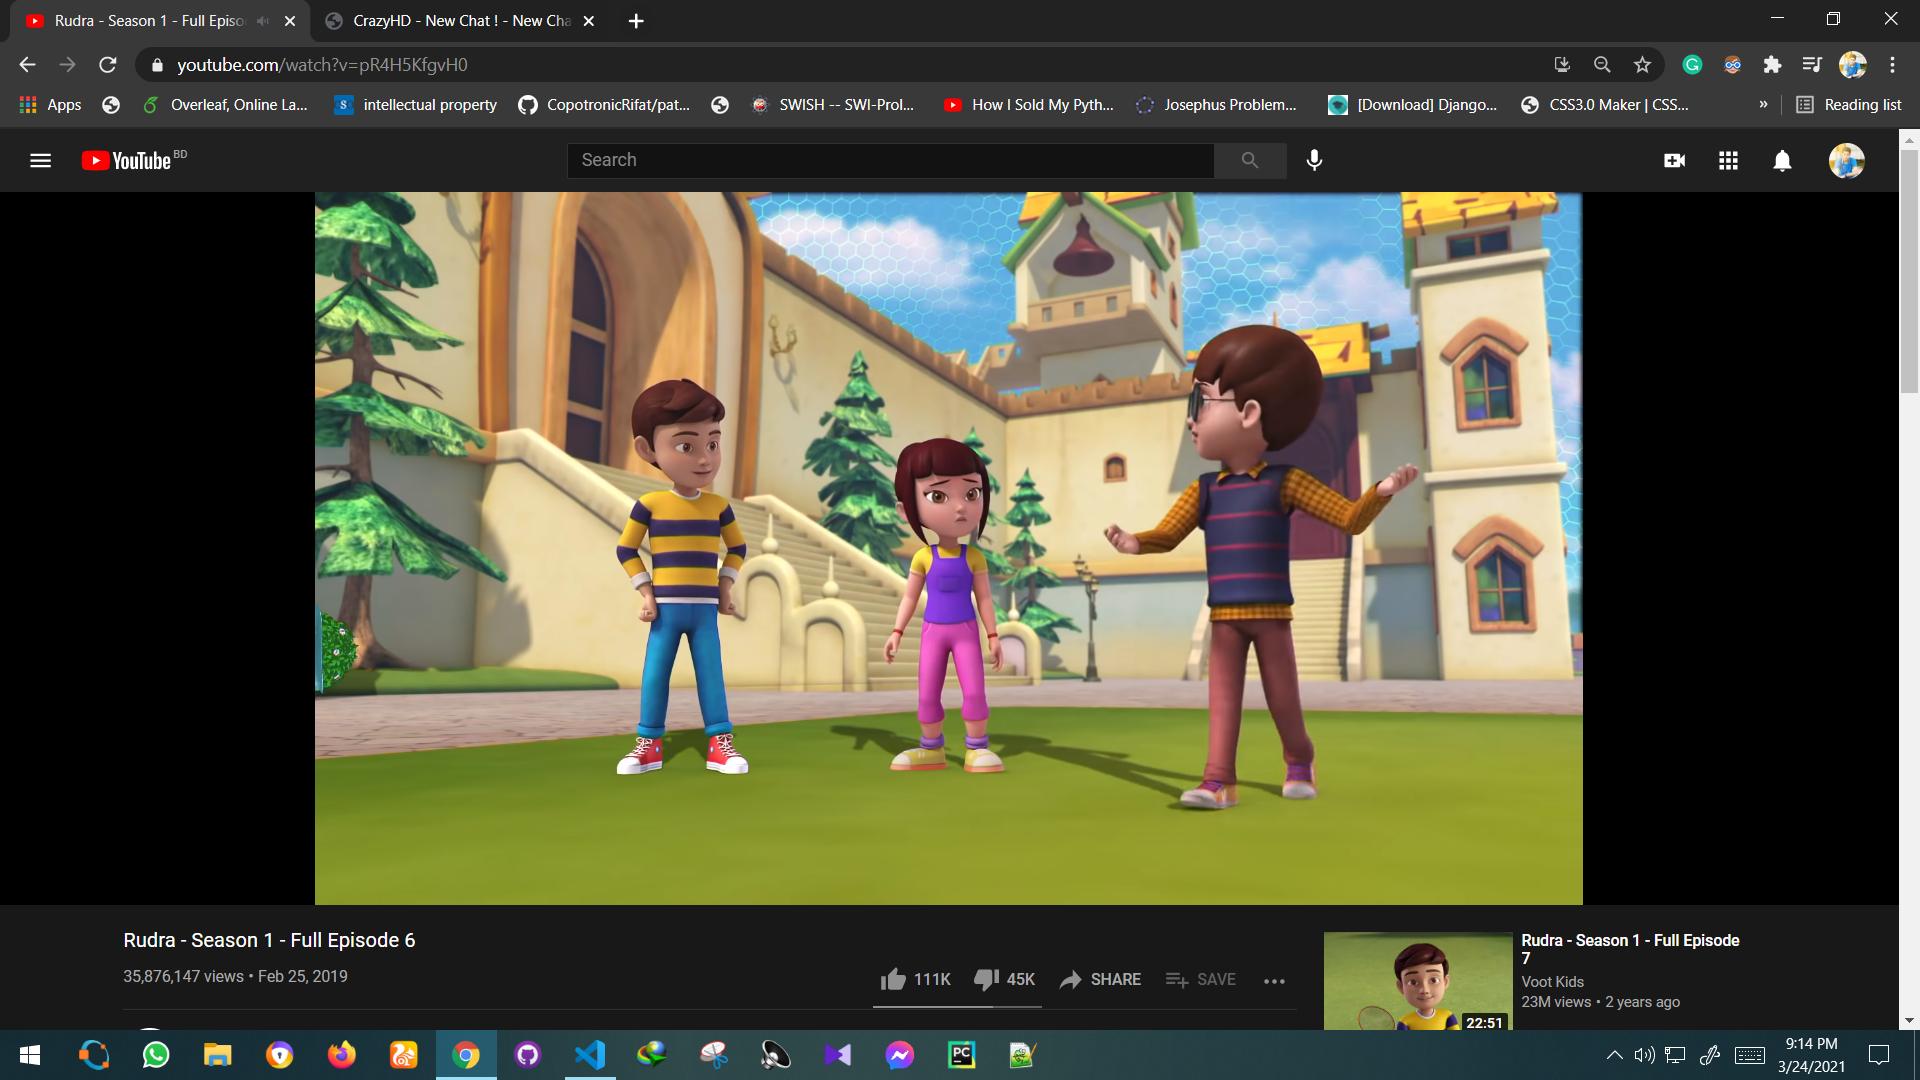 Rudra - Season 1 - Full Episo
CrazyHD - New Chat ! - New Cha
youtube.com/watch?v=pR4H5KfgvH0
Apps
Overleaf, Online La...
intellectual property
CopotronicRifat/pat...
SWISH -- SWI-Prol...
How I Sold My Pyth...
Josephus Problem...
[Download] Django...
CSS3.0 Maker | CSS...
»
Reading list
YouTube BD
Search
Rudra - Season 1 - Full Episode 6
35,876,147 views • Feb 25, 2019
111K
45K
SHARE
SAVE
Rudra - Season 1 - Full Episode
7
Voot Kids
23M views • 2 years ago
22:51
PC
9:14 PM
3/24/2021